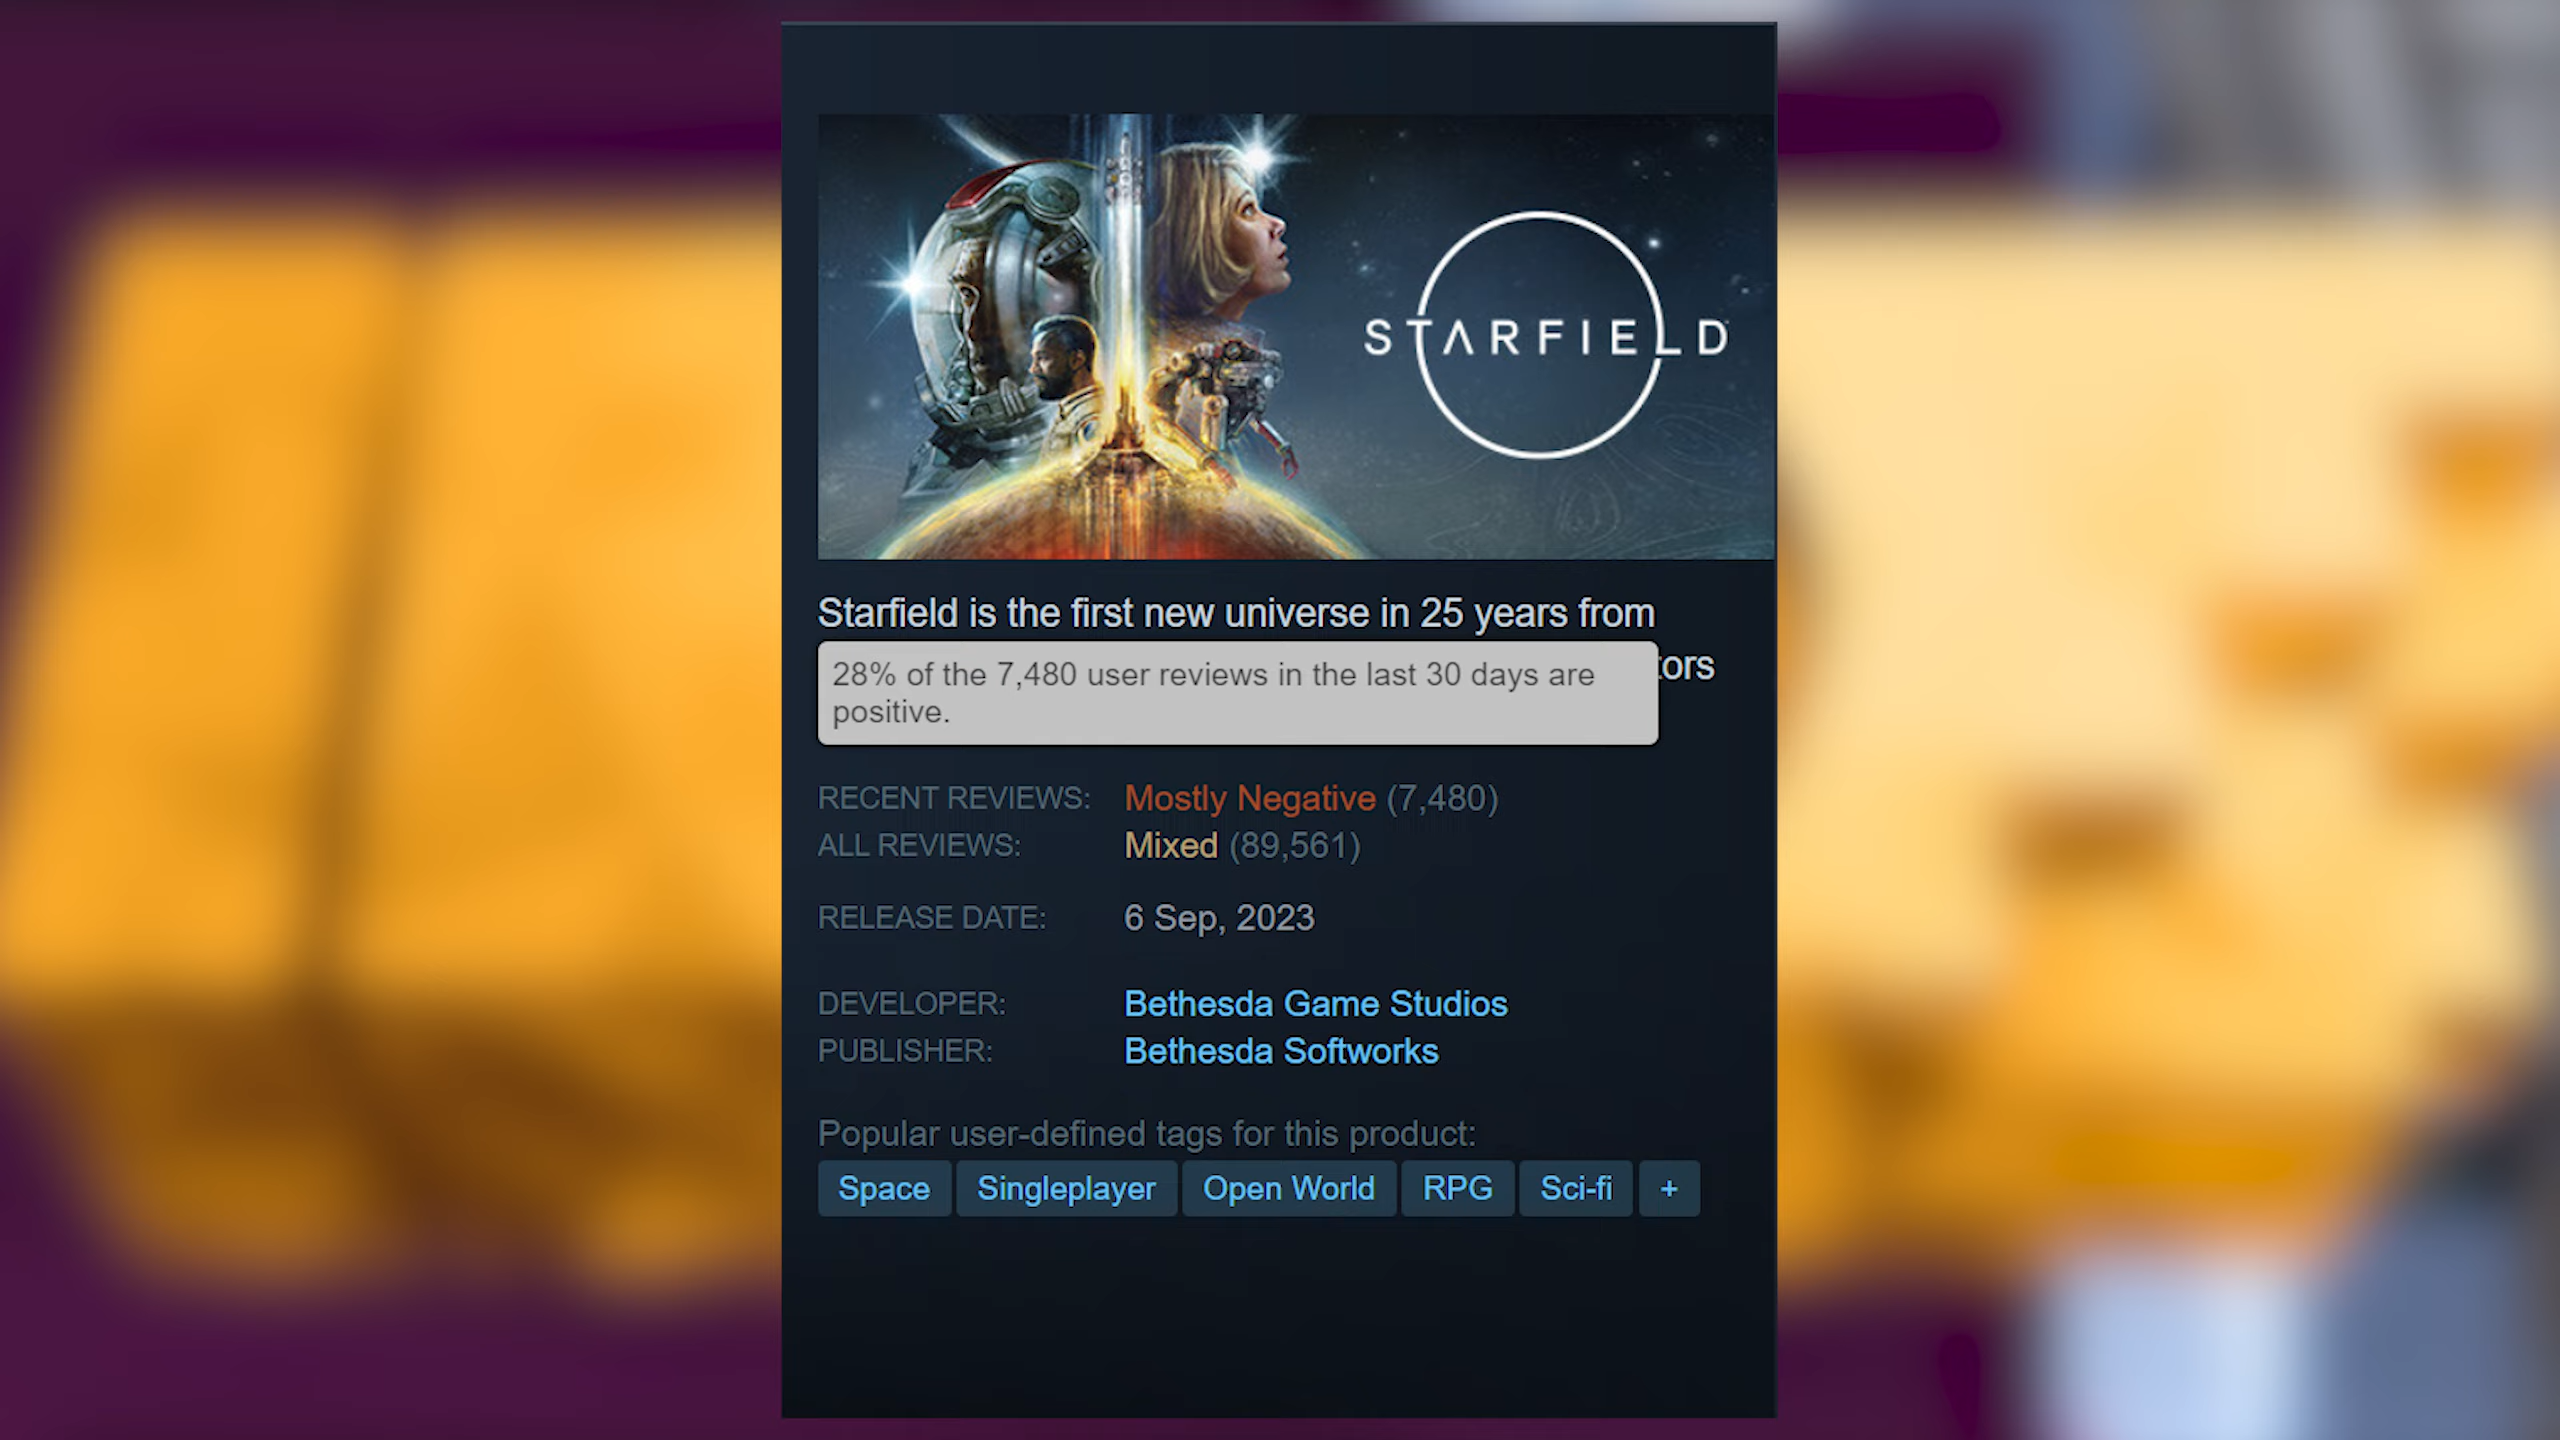 STARFIELD
Starfield is the first new universe in 25 years from
28% of the 7,480 user reviews in the last 30 days are
positive.
RECENT REVIEWS: Mostly Negative (7,480)
ALL REVIEWS: Mixed (89,561)
RELEASE DATE: 6 Sep, 2023
DEVELOPER: Bethesda Game Studios
PUBLISHER: Bethesda Softworks
Popular user-defined tags for this product:
Space Singleplayer Open World RPG Sci-fi +